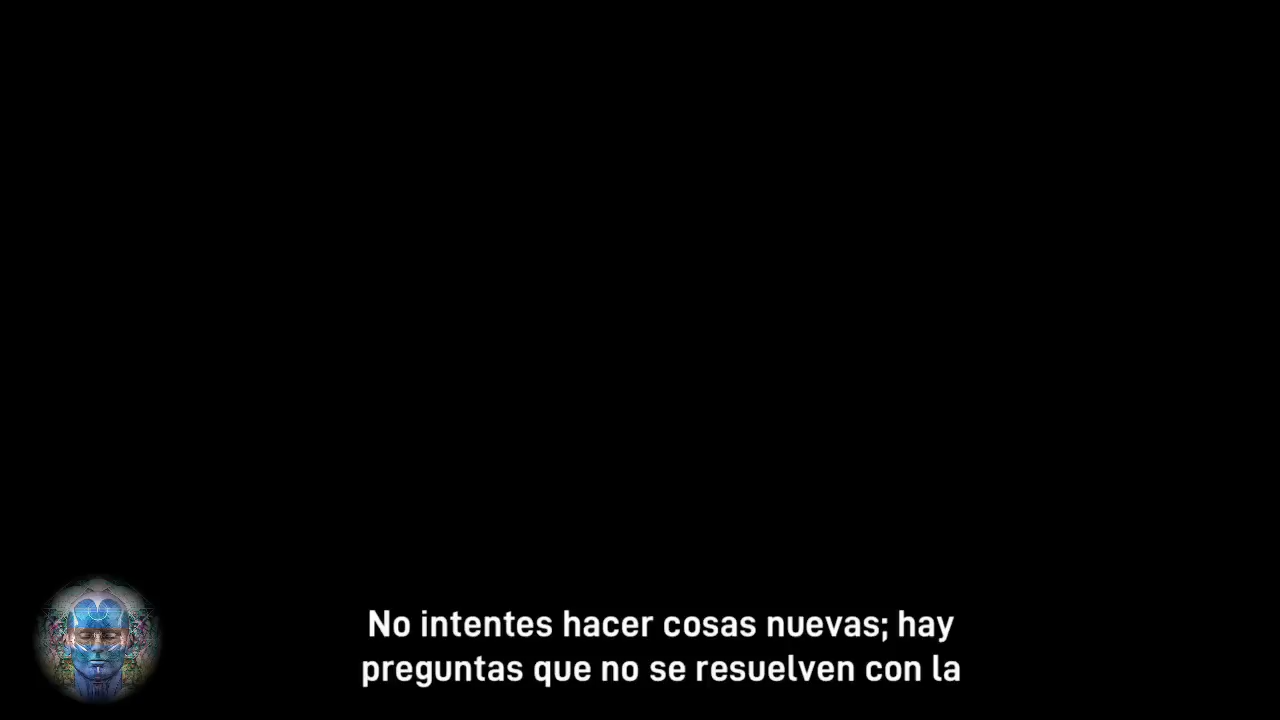 No intentes hacer cosas nuevas; hay
preguntas que no se resuelven con la